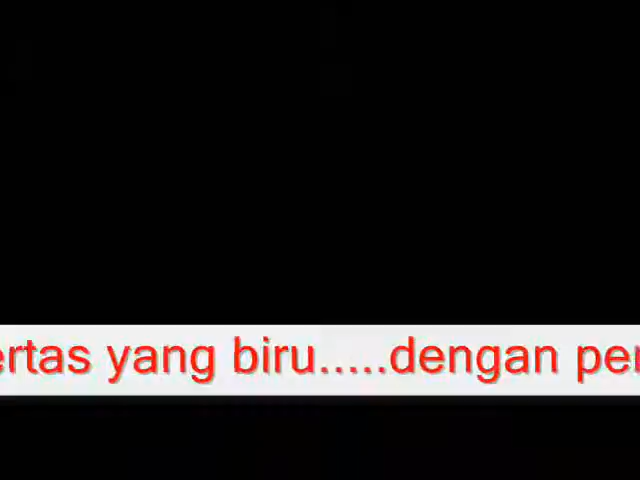 ertas yang biru.....dengan per